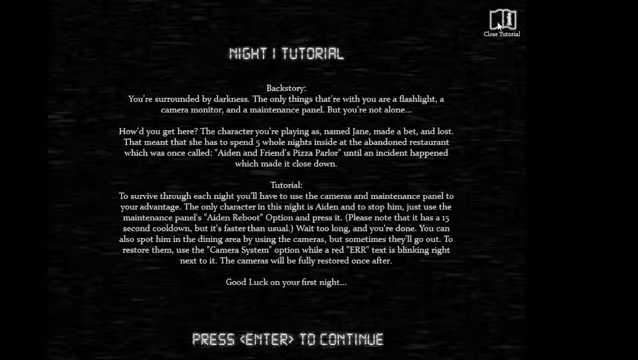 Close Tutorial
NIGHT 1 TUTORIAL
Backstory:
You're surrounded by darkness. The only things that're with you are a flashlight, a
camera monitor, and a maintenance panel. But you're not alone...
How'd you get here? The character you're playing as, named Jane, made a bet, and lost.
That meant that she has to spend 5 whole nights inside at the abandoned restaurant
which was once called: "Aiden and Friend's Pizza Parlor" until an incident happened
which made it close down.
Tutorial:
To survive through each night you'll have to use the cameras and maintenance panel to
your advantage. The only character in this night is Aiden and to stop him, just use the
maintenance panel's "Aiden Reboot" Option and press it. (Please note that it has a 15
second cooldown, but it's faster than usual.) Wait too long, and you're done. You can
also spot him in the dining area by using the cameras, but sometimes they'll go out. To
restore them, use the "Camera System" option while a red "ERR" text is blinking right
next to it. The cameras will be fully restored once after.
Good Luck on your first night...
PRESS <ENTER> TO CONTINUE